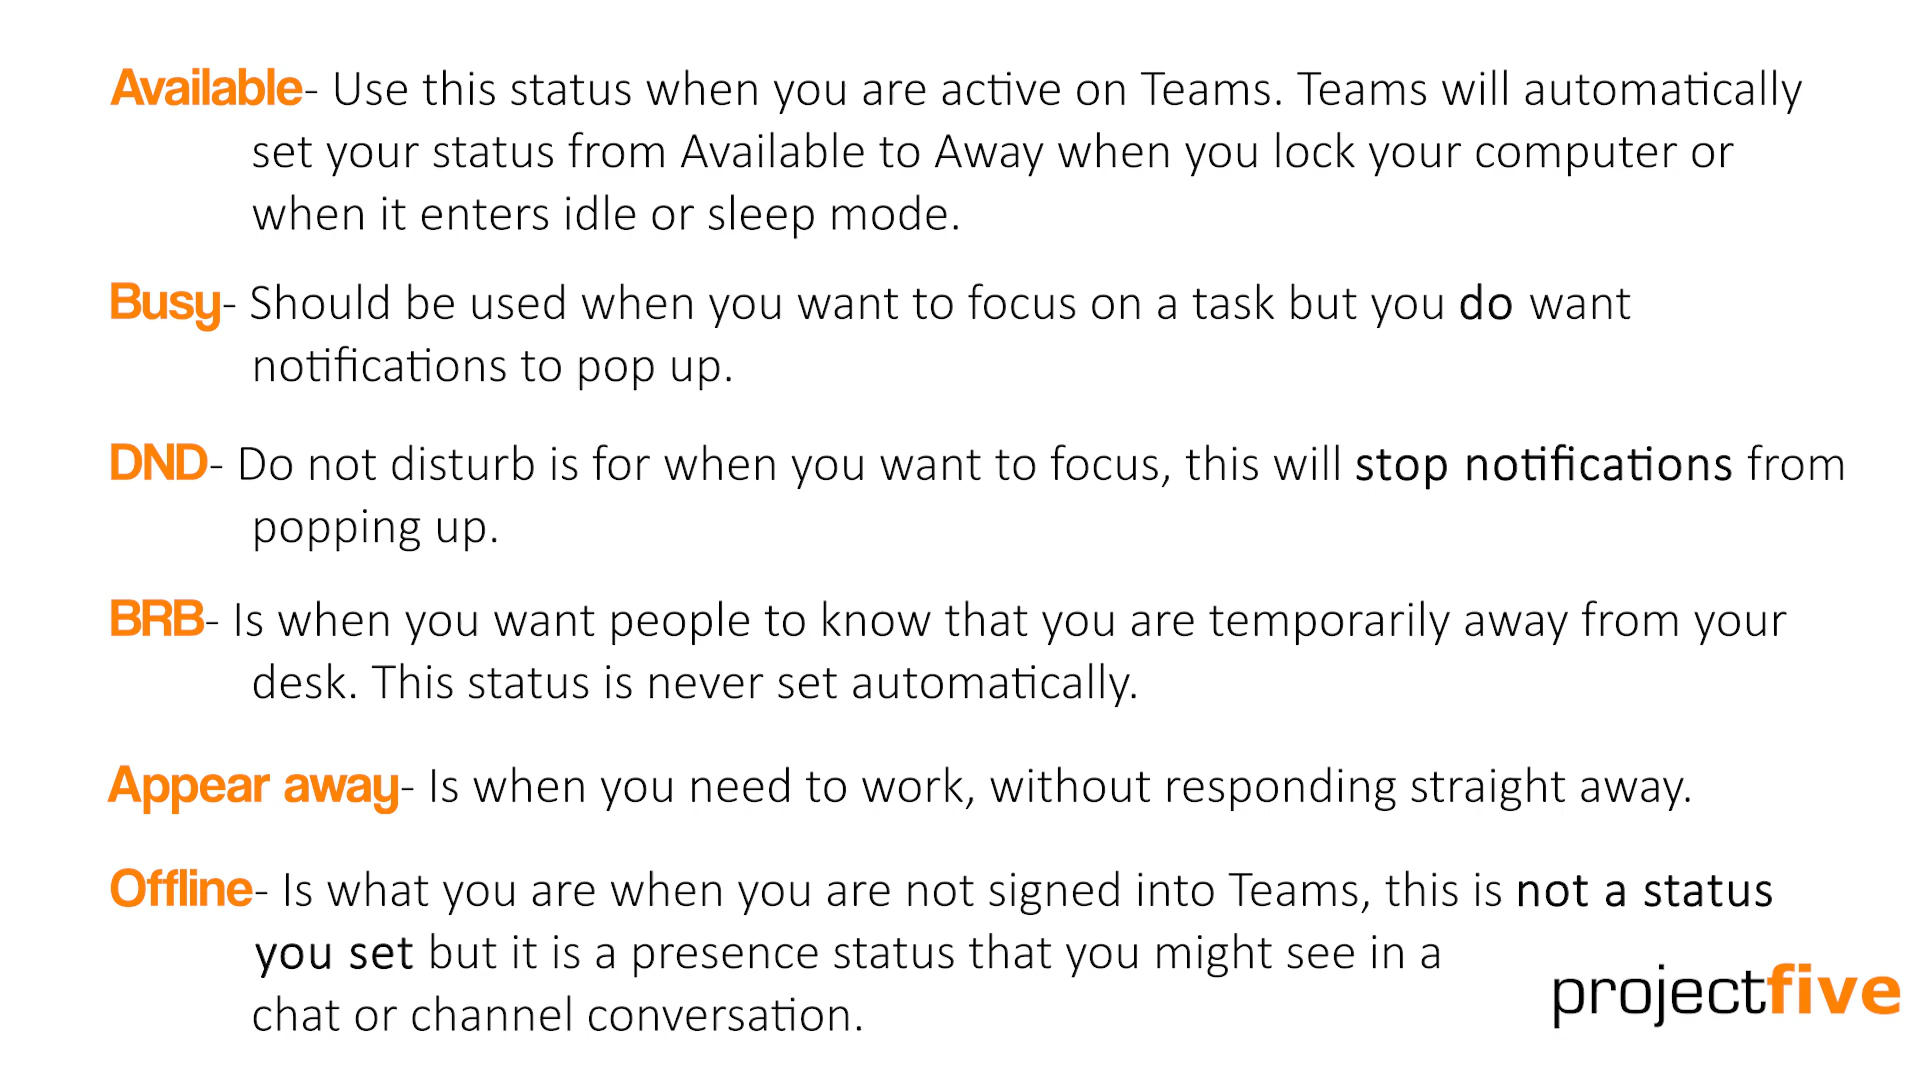 Available- Use this status when you are active on Teams. Teams will automatically
set your status from Available to Away when you lock your computer or
when it enters idle or sleep mode.
Busy- Should be used when you want to focus on a task but you do want
notifications to pop up.
DND- Do not disturb is for when you want to focus, this will stop notifications from
popping up.
BRB- Is when you want people to know that you are temporarily away from your
desk. This status is never set automatically.
Appear away- Is when you need to work, without responding straight away.
Offline- Is what you are when you are not signed into Teams, this is not a status
you set but it is a presence status that you might see in a
chat or channel conversation.
projectfive